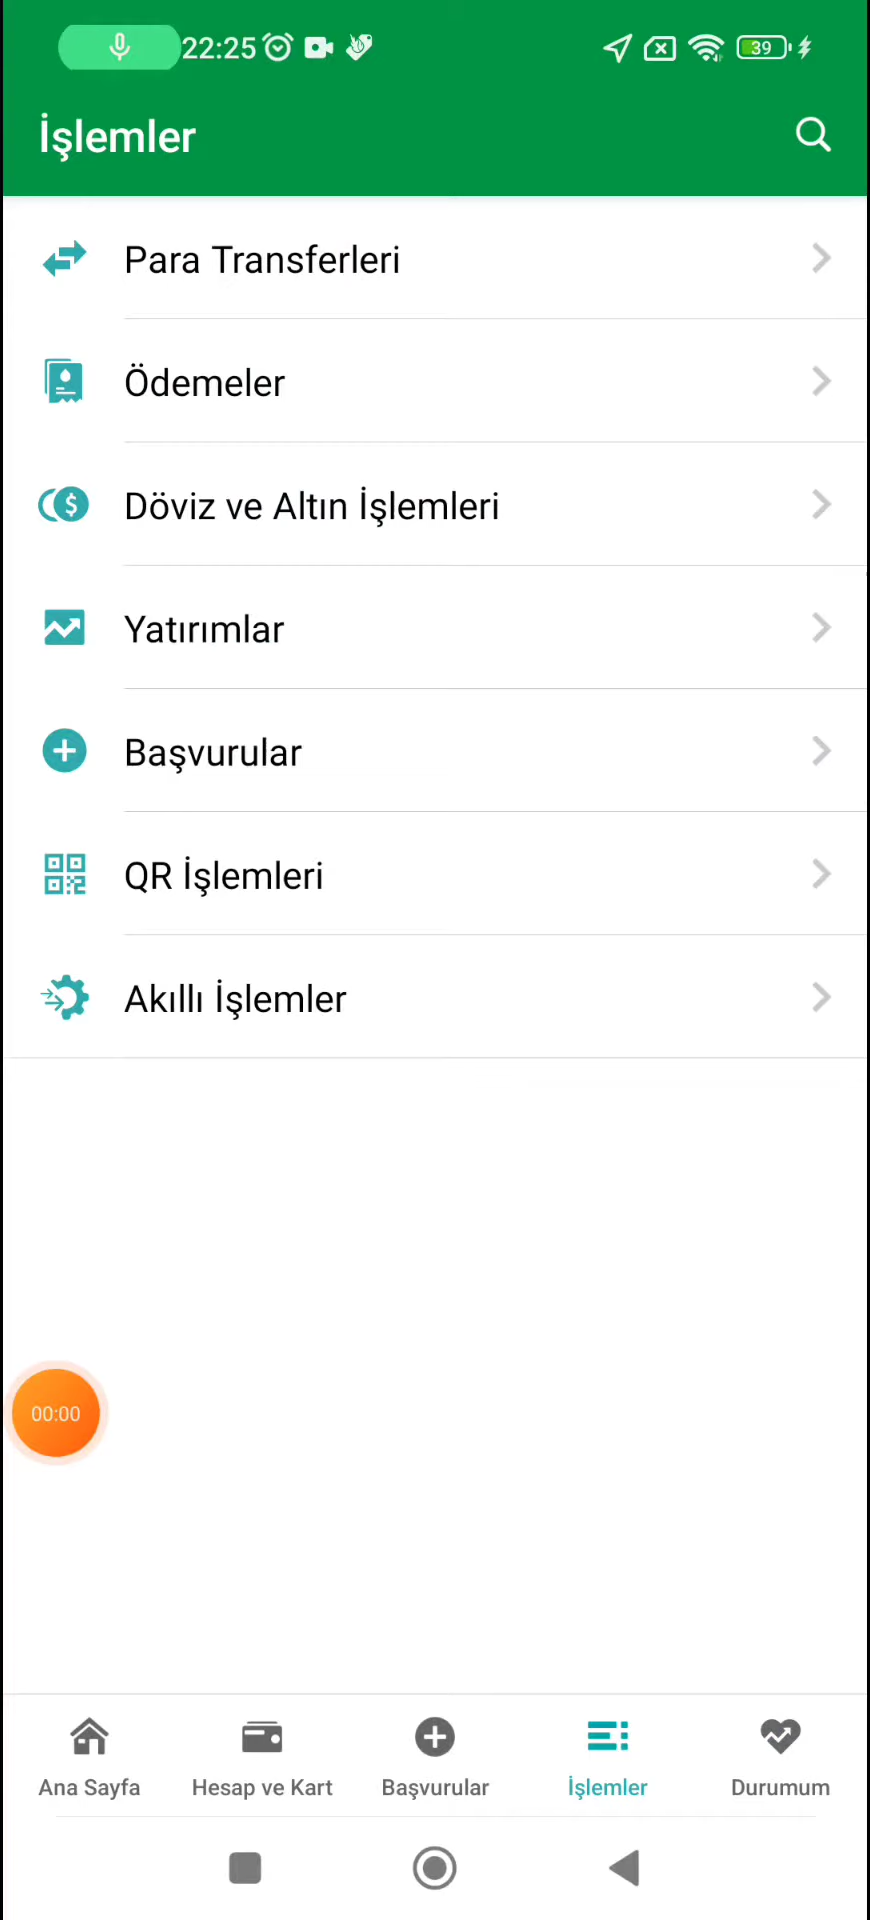 22:25
39
İşlemler
Para Transferleri
Ödemeler
Döviz ve Altın İşlemleri
Yatırımlar
Başvurular
QR İşlemleri
Akıllı İşlemler
00:00
Ana Sayfa
Hesap ve Kart
Başvurular
İşlemler
Durumum